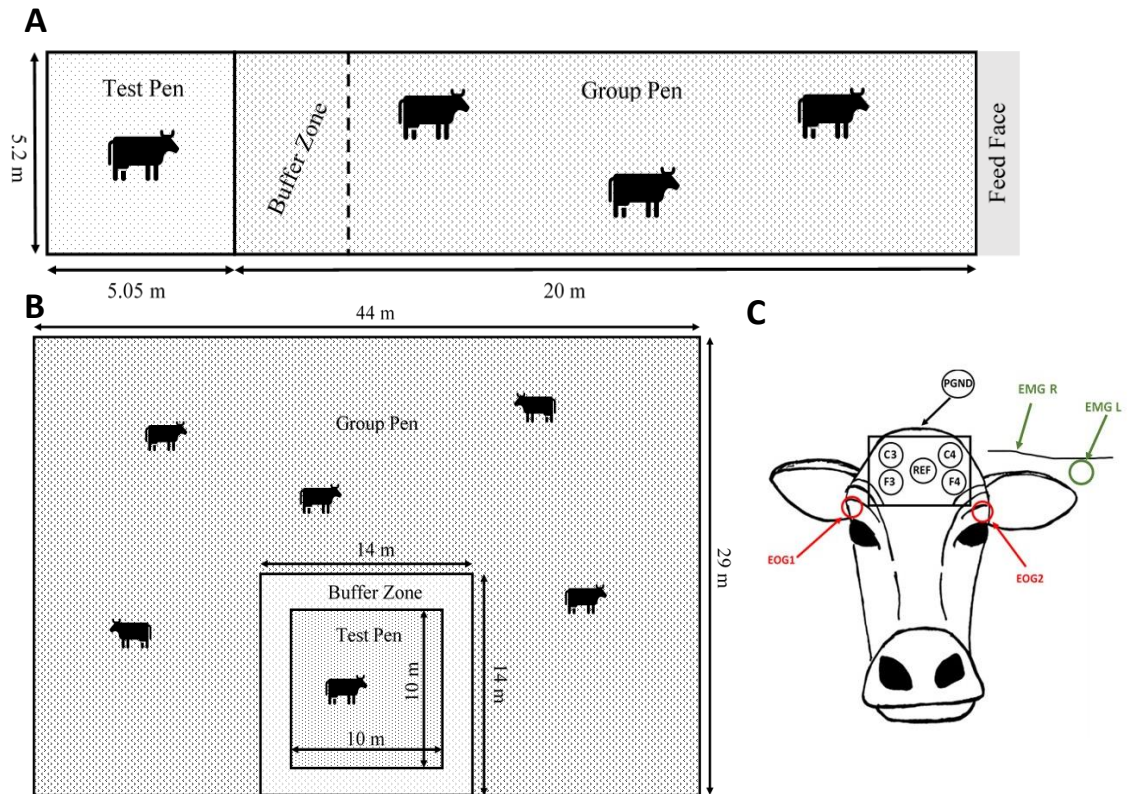 A
Test Pen
Buffer Zone
Group Pen
Feed Face
5.2 m
5.05 m
20 m
B
44 m
Group Pen
29 m
14 m
Buffer Zone
Test Pen
10 m
14 m
10 m
C
PGND
EMG R
EMG L
C3
C4
REF
F3
F4
EOG1
EOG2